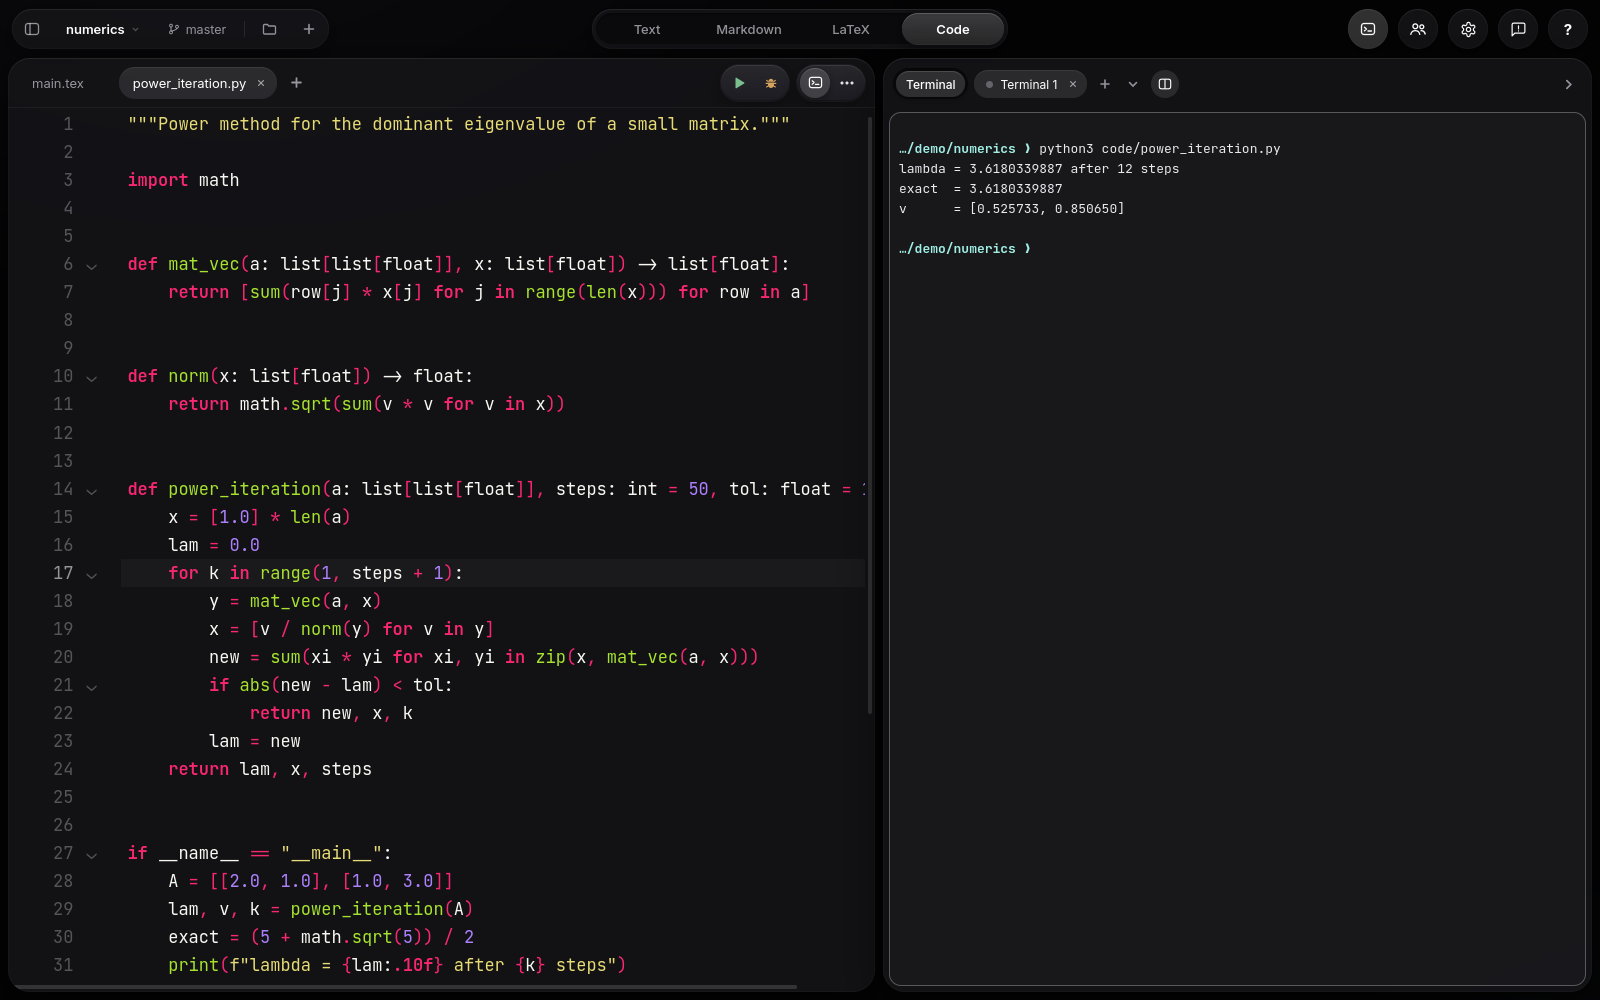 numerics
master
Text
Markdown
LaTeX
Code
?
main.tex
power_iteration.py
Terminal
Terminal 1
1 """Power method for the dominant eigenvalue of a small matrix."""
2
3 import math
4
5
6 def mat_vec(a: list[list[float]], x: list[float]) -> list[float]:
7     return [sum(row[j] * x[j] for j in range(len(x))) for row in a]
8
9
10 def norm(x: list[float]) -> float:
11     return math.sqrt(sum(v * v for v in x))
12
13
14 def power_iteration(a: list[list[float]], steps: int = 50, tol: float =
15     x = [1.0] * len(a)
16     lam = 0.0
17     for k in range(1, steps + 1):
18         y = mat_vec(a, x)
19         x = [v / norm(y) for v in y]
20         new = sum(xi * yi for xi, yi in zip(x, mat_vec(a, x)))
21         if abs(new - lam) < tol:
22             return new, x, k
23         lam = new
24     return lam, x, steps
25
26
27 if __name__ == "__main__":
28     A = [[2.0, 1.0], [1.0, 3.0]]
29     lam, v, k = power_iteration(A)
30     exact = (5 + math.sqrt(5)) / 2
31     print(f"lambda = {lam:.10f} after {k} steps")
…/demo/numerics ❯ python3 code/power_iteration.py
lambda = 3.6180339887 after 12 steps
exact  = 3.6180339887
v      = [0.525733, 0.850650]
…/demo/numerics ❯